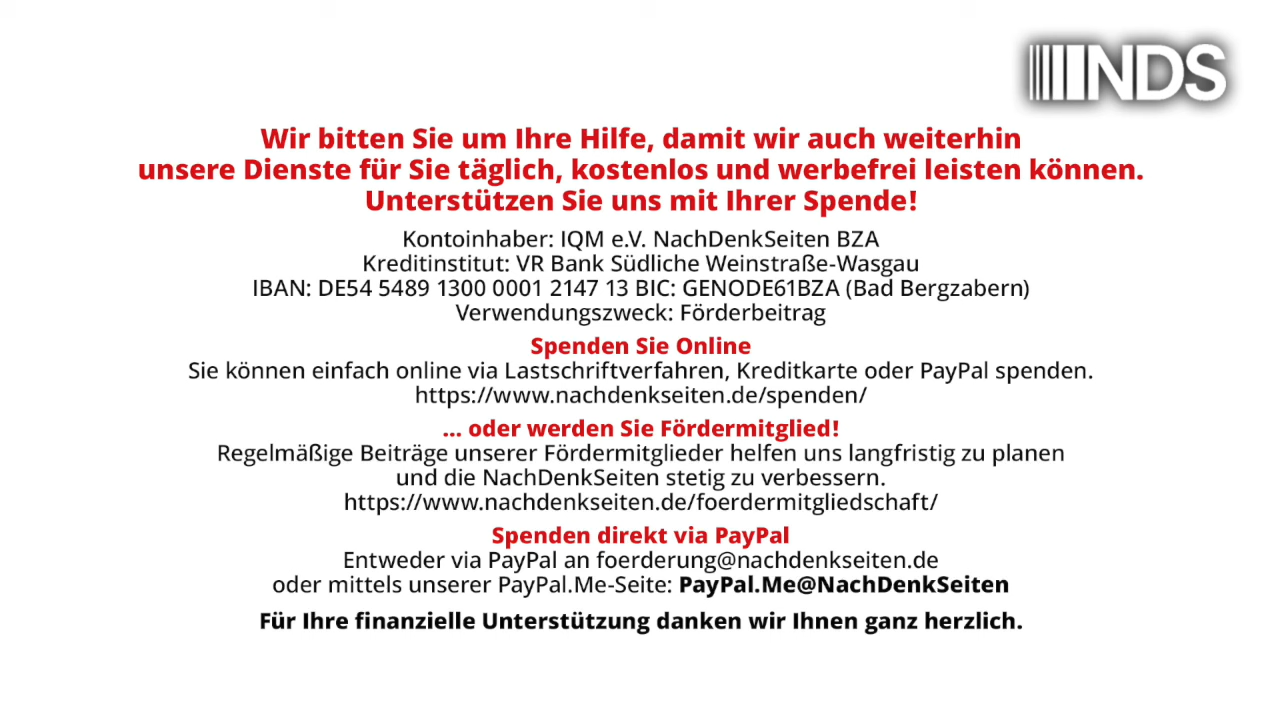 NDS
Wir bitten Sie um Ihre Hilfe, damit wir auch weiterhin
unsere Dienste für Sie täglich, kostenlos und werbefrei leisten können.
Unterstützen Sie uns mit Ihrer Spende!
Kontoinhaber: IQM e.V. NachDenkSeiten BZA
Kreditinstitut: VR Bank Südliche Weinstraße-Wasgau
IBAN: DE54 5489 1300 0001 2147 13 BIC: GENODE61BZA (Bad Bergzabern)
Verwendungszweck: Förderbeitrag
Spenden Sie Online
Sie können einfach online via Lastschriftverfahren, Kreditkarte oder PayPal spenden.
https://www.nachdenkseiten.de/spenden/
... oder werden Sie Fördermitglied!
Regelmäßige Beiträge unserer Fördermitglieder helfen uns langfristig zu planen
und die NachDenkSeiten stetig zu verbessern.
https://www.nachdenkseiten.de/foerdermitgliedschaft/
Spenden direkt via PayPal
Entweder via PayPal an foerderung@nachdenkseiten.de
oder mittels unserer PayPal.Me-Seite: PayPal.Me@NachDenkSeiten
Für Ihre finanzielle Unterstützung danken wir Ihnen ganz herzlich.